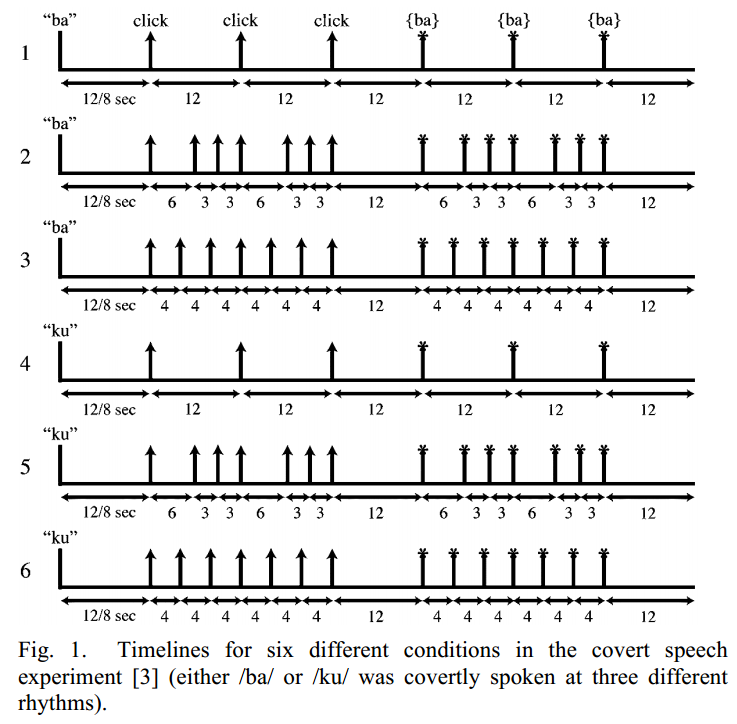 "ba" click click click {ba} {ba} {ba}
1
12/8 sec 12 12 12 12 12 12
"ba"
2
12/8 sec 6 3 3 6 3 3 12 6 3 3 6 3 3 12
"ba"
3
12/8 sec 4 4 4 4 4 4 12 4 4 4 4 4 4 12
"ku"
4
12/8 sec 12 12 12 12 12 12
"ku"
5
12/8 sec 6 3 3 6 3 3 12 6 3 3 6 3 3 12
"ku"
6
12/8 sec 4 4 4 4 4 4 12 4 4 4 4 4 4 12
Fig. 1. Timelines for six different conditions in the covert speech
experiment [3] (either /ba/ or /ku/ was covertly spoken at three different
rhythms).